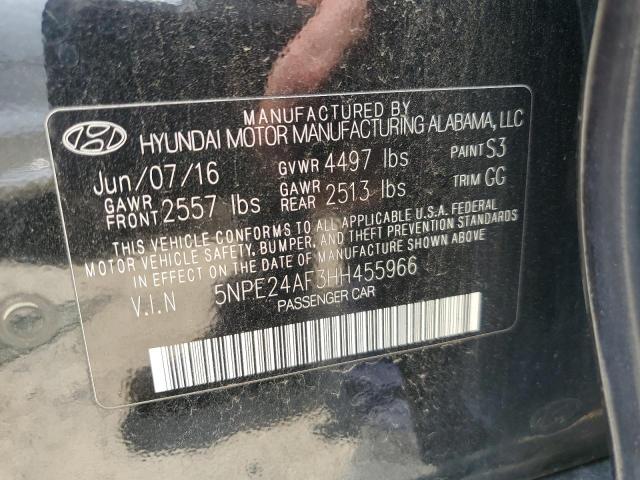 MANUFACTURED BY
HYUNDAI MOTOR MANUFACTURING ALABAMA, LLC
Jun/07/16 GVWR 4497 lbs PAINT S3
GAWR FRONT 2557 lbs GAWR REAR 2513 lbs TRIM GG
THIS VEHICLE CONFORMS TO ALL APPLICABLE U.S.A. FEDERAL
MOTOR VEHICLE SAFETY, BUMPER, AND THEFT PREVENTION STANDARDS
IN EFFECT ON THE DATE OF MANUFACTURE SHOWN ABOVE
V.I.N 5NPE24AF3HH455966
PASSENGER CAR